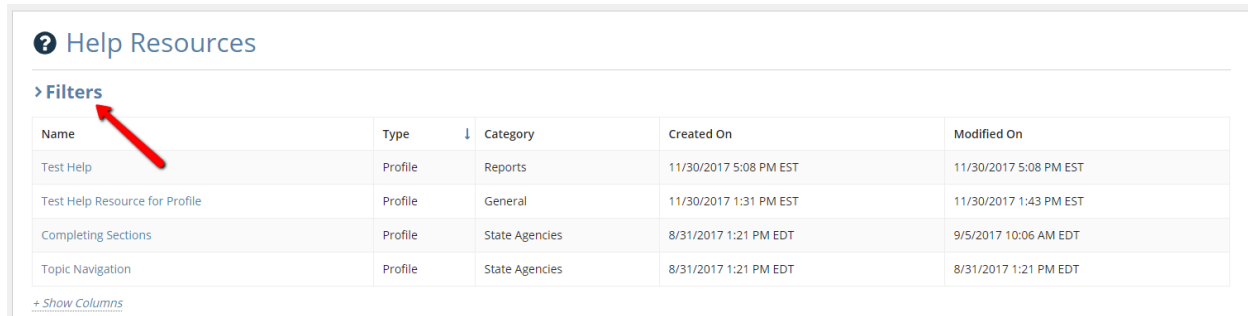 Help Resources
Filters
Name Type Category Created On Modified On
Test Help Profile Reports 11/30/2017 5:08 PM EST 11/30/2017 5:08 PM EST
Test Help Resource for Profile Profile General 11/30/2017 1:31 PM EST 11/30/2017 1:43 PM EST
Completing Sections Profile State Agencies 8/31/2017 1:21 PM EDT 9/5/2017 10:06 AM EDT
Topic Navigation Profile State Agencies 8/31/2017 1:21 PM EDT 8/31/2017 1:21 PM EDT
+ Show Columns